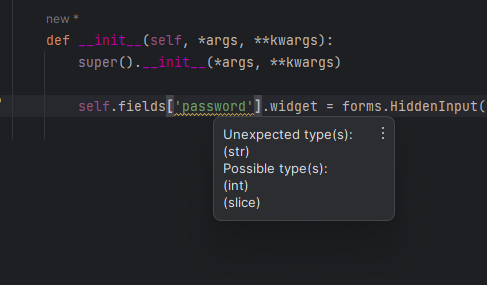 new *
def __init__(self, *args, **kwargs):
super().__init__(*args, **kwargs)
self.fields['password'].widget = forms.HiddenInput(
Unexpected type(s):
(str)
Possible type(s):
(int)
(slice)